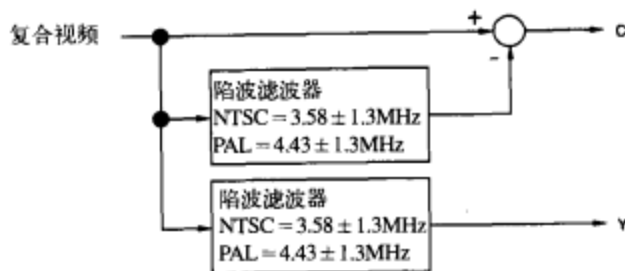 复合视频
+
C
-
陷波滤波器
NTSC = 3.58 ± 1.3MHz
PAL = 4.43 ± 1.3MHz
陷波滤波器
NTSC = 3.58 ± 1.3MHz
Y
PAL = 4.43 ± 1.3MHz